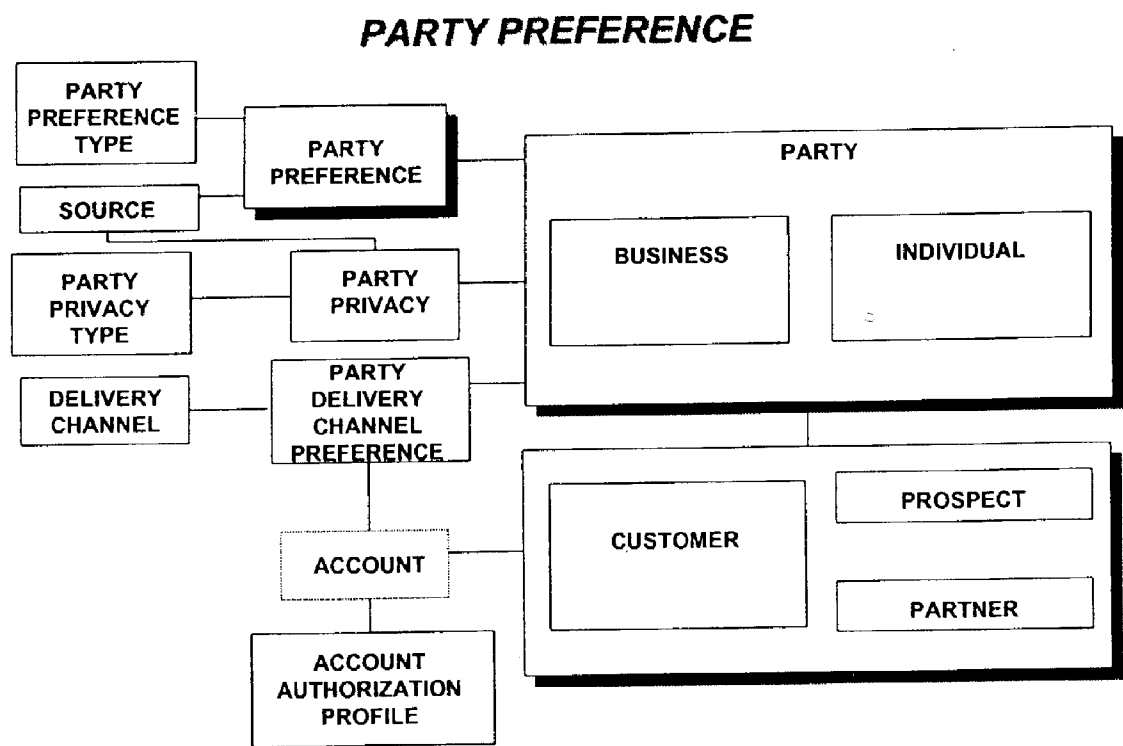 PARTY PREFERENCE
PARTY
PREFERENCE
TYPE
PARTY
PREFERENCE
SOURCE
PARTY
PRIVACY
TYPE
PARTY
PRIVACY
DELIVERY
CHANNEL
PARTY
DELIVERY
CHANNEL
PREFERENCE
PARTY
BUSINESS
INDIVIDUAL
ACCOUNT
ACCOUNT
AUTHORIZATION
PROFILE
CUSTOMER
PROSPECT
PARTNER